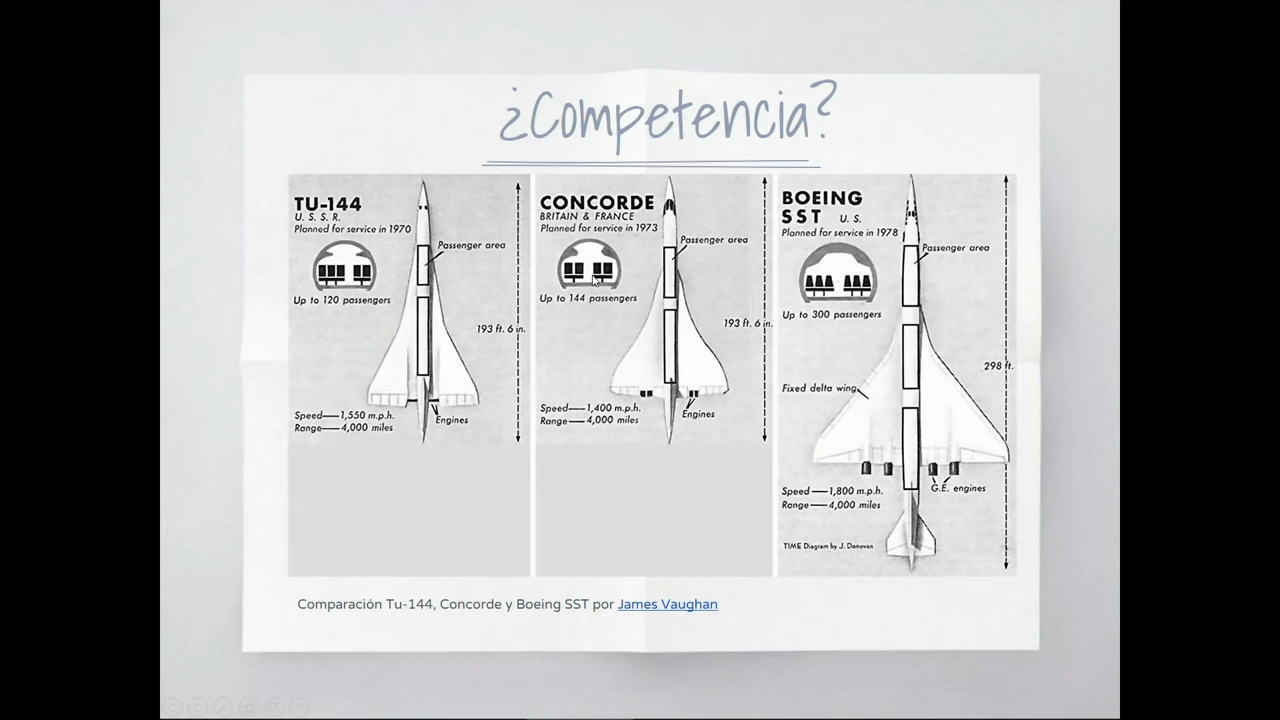 ¿Competencia?
TU-144
U. S. S. R.
Planned for service in 1970
Passenger area
Up to 120 passengers
193 ft. 6 in.
Speed—1,550 m.p.h.
Range—4,000 miles
Engines
CONCORDE
BRITAIN & FRANCE
Planned for service in 1973
Passenger area
Up to 144 passengers
193 ft. 6 in.
Speed—1,400 m.p.h.
Range—4,000 miles
Engines
BOEING
SST U. S.
Planned for service in 1978
Passenger area
Up to 300 passengers
298 ft.
Fixed delta wing
Speed—1,800 m.p.h.
Range—4,000 miles
G.E. engines
TIME Diagram by J. Donovan
Comparación Tu-144, Concorde y Boeing SST por James Vaughan